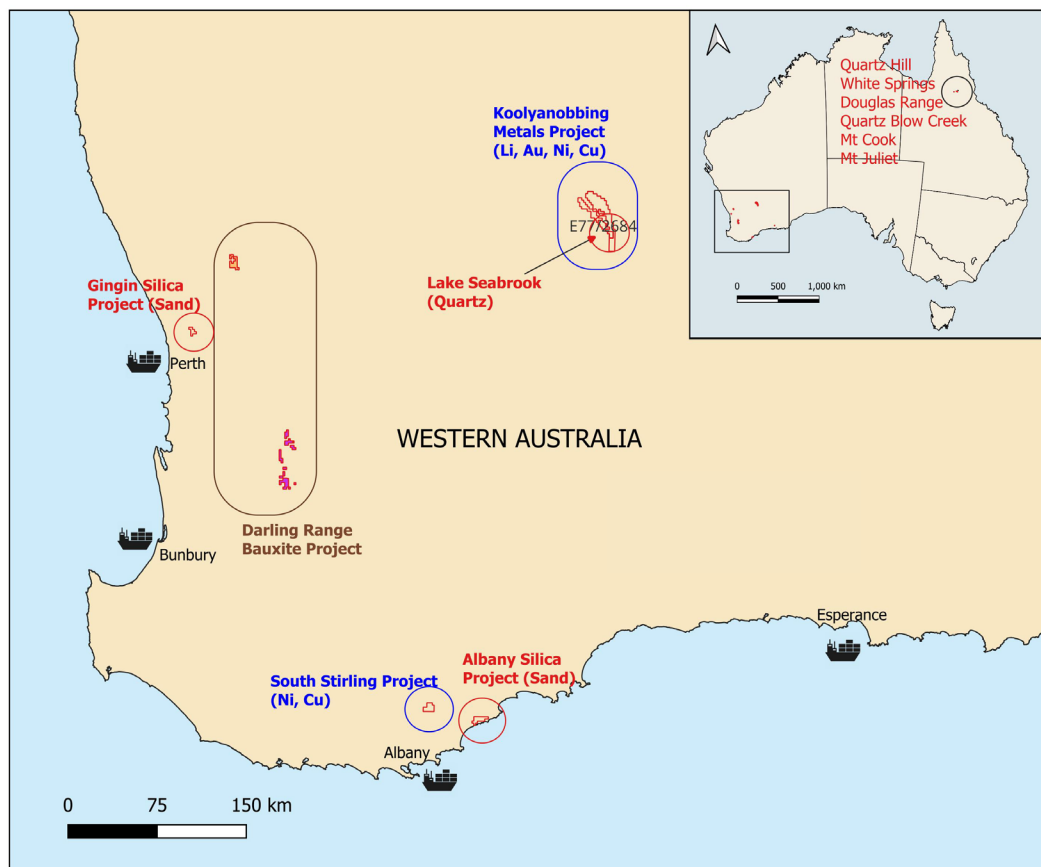 Koolyanobbing
Metals Project
(Li, Au, Ni, Cu)
E77/2684
Lake Seabrook
(Quartz)
Gingin Silica
Project (Sand)
Perth
WESTERN AUSTRALIA
Darling Range
Bauxite Project
Bunbury
Esperance
Albany Silica
Project (Sand)
South Stirling Project
(Ni, Cu)
Albany
0 75 150 km
Quartz Hill
White Springs
Douglas Range
Quartz Blow Creek
Mt Cook
Mt Juliet
0 500 1,000 km